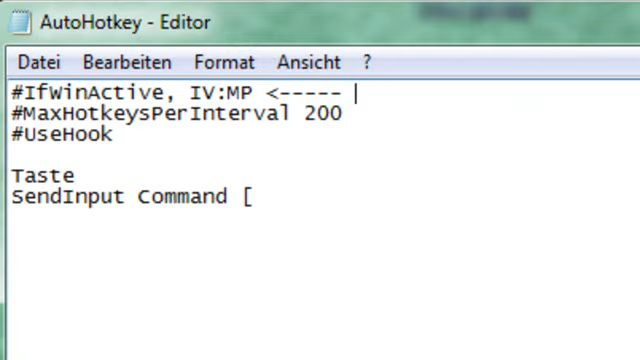 AutoHotkey - Editor
Datei Bearbeiten Format Ansicht ?
#IfWinActive, IV:MP <-----
#MaxHotkeysPerInterval 200
#UseHook
Taste
SendInput Command [